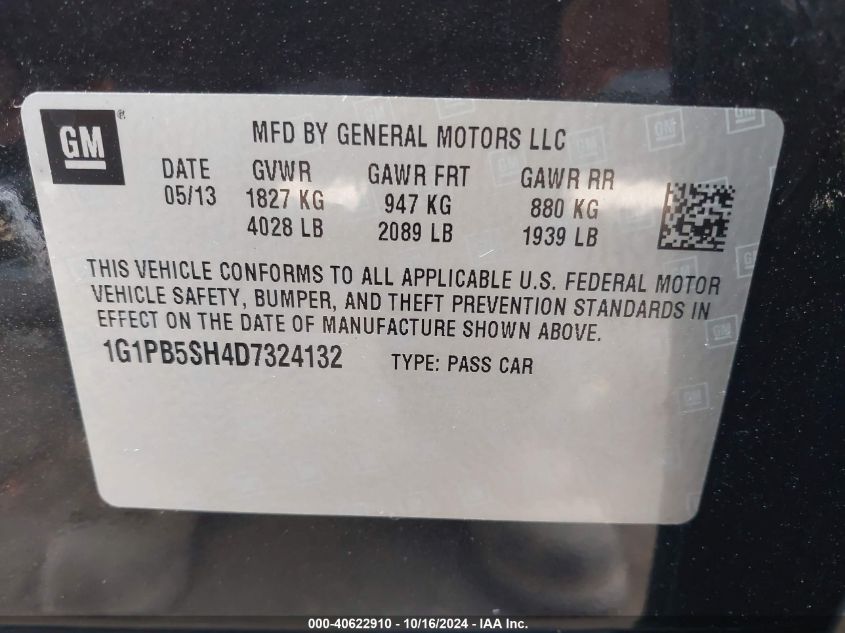 GM ®
MFD BY GENERAL MOTORS LLC
DATE GVWR GAWR FRT GAWR RR
05/13 1827 KG 947 KG 880 KG
4028 LB 2089 LB 1939 LB
THIS VEHICLE CONFORMS TO ALL APPLICABLE U.S. FEDERAL MOTOR
VEHICLE SAFETY, BUMPER, AND THEFT PREVENTION STANDARDS IN
EFFECT ON THE DATE OF MANUFACTURE SHOWN ABOVE.
1G1PB5SH4D7324132 TYPE: PASS CAR
000-40622910 - 10/16/2024 - IAA Inc.